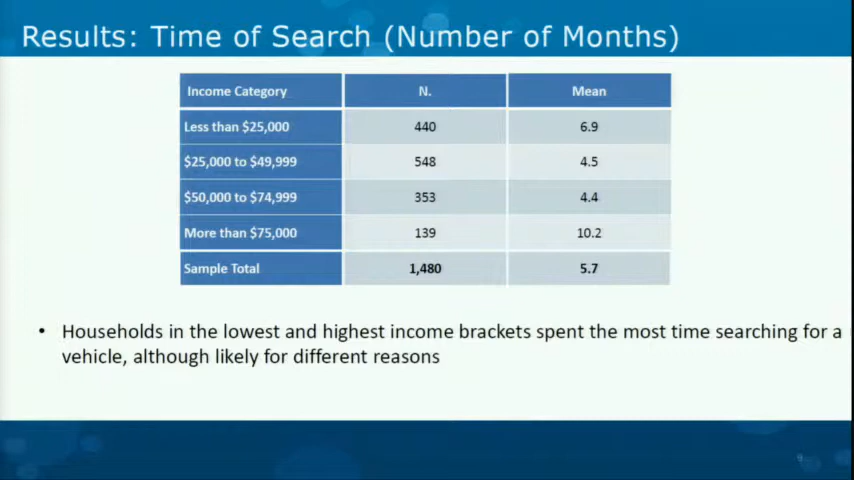 Results: Time of Search (Number of Months)
Income Category N. Mean
Less than $25,000 440 6.9
$25,000 to $49,999 548 4.5
$50,000 to $74,999 353 4.4
More than $75,000 139 10.2
Sample Total 1,480 5.7
• Households in the lowest and highest income brackets spent the most time searching for a
vehicle, although likely for different reasons
9